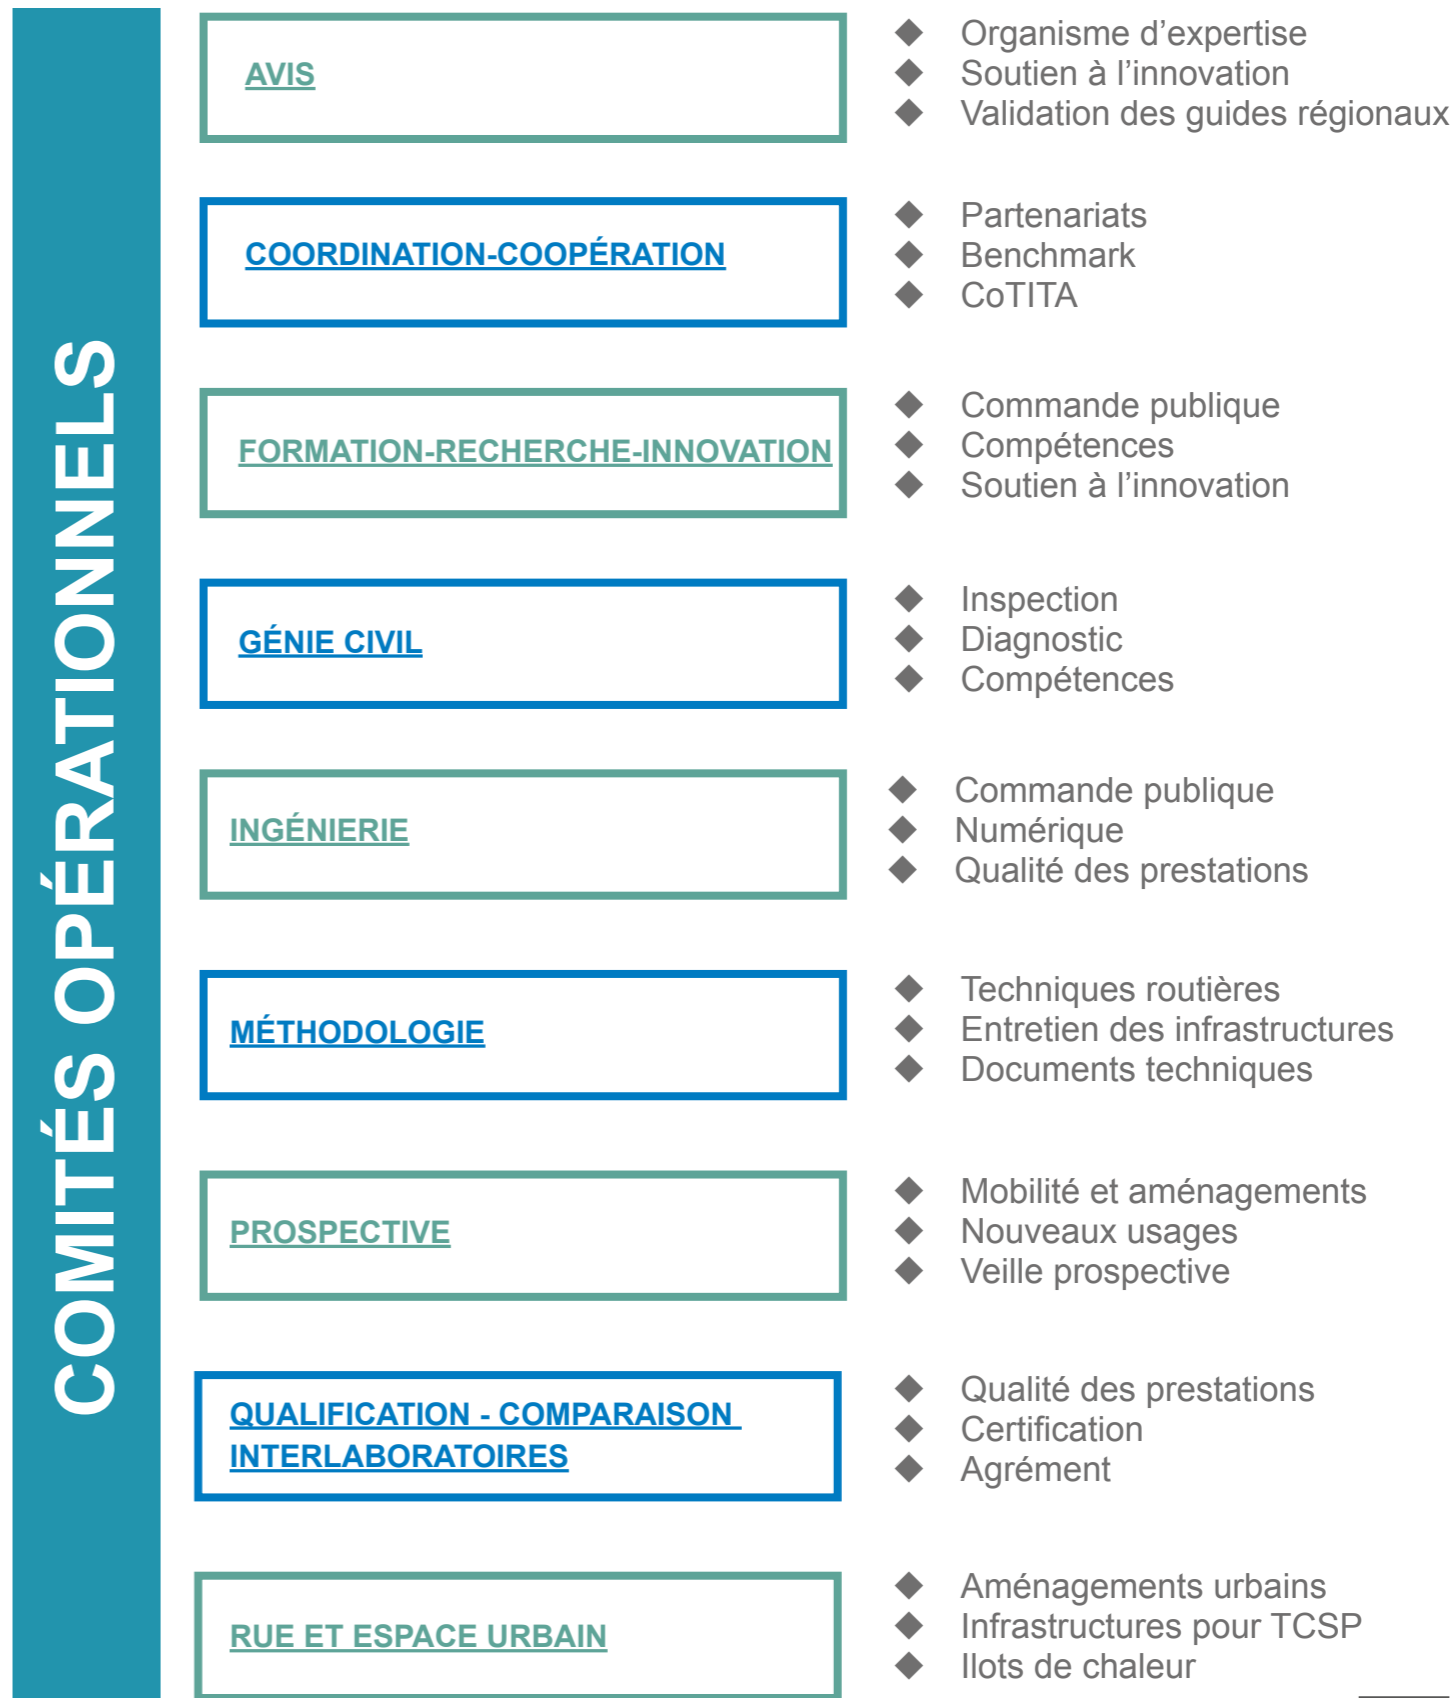 COMITÉS OPÉRATIONNELS
AVIS
◆ Organisme d’expertise
◆ Soutien à l’innovation
◆ Validation des guides régionaux
COORDINATION-COOPÉRATION
◆ Partenariats
◆ Benchmark
◆ CoTITA
FORMATION-RECHERCHE-INNOVATION
◆ Commande publique
◆ Compétences
◆ Soutien à l’innovation
GÉNIE CIVIL
◆ Inspection
◆ Diagnostic
◆ Compétences
INGÉNIERIE
◆ Commande publique
◆ Numérique
◆ Qualité des prestations
MÉTHODOLOGIE
◆ Techniques routières
◆ Entretien des infrastructures
◆ Documents techniques
PROSPECTIVE
◆ Mobilité et aménagements
◆ Nouveaux usages
◆ Veille prospective
QUALIFICATION - COMPARAISON
INTERLABORATOIRES
◆ Qualité des prestations
◆ Certification
◆ Agrément
RUE ET ESPACE URBAIN
◆ Aménagements urbains
◆ Infrastructures pour TCSP
◆ Ilots de chaleur